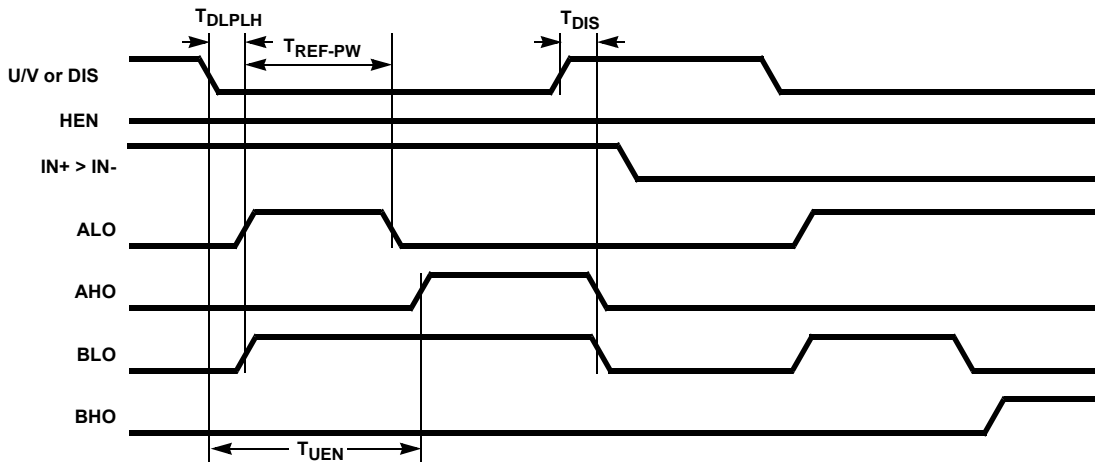 TDLPLH
TREF-PW
TDIS
U/V or DIS
HEN
IN+ > IN-
ALO
AHO
BLO
BHO
TUEN